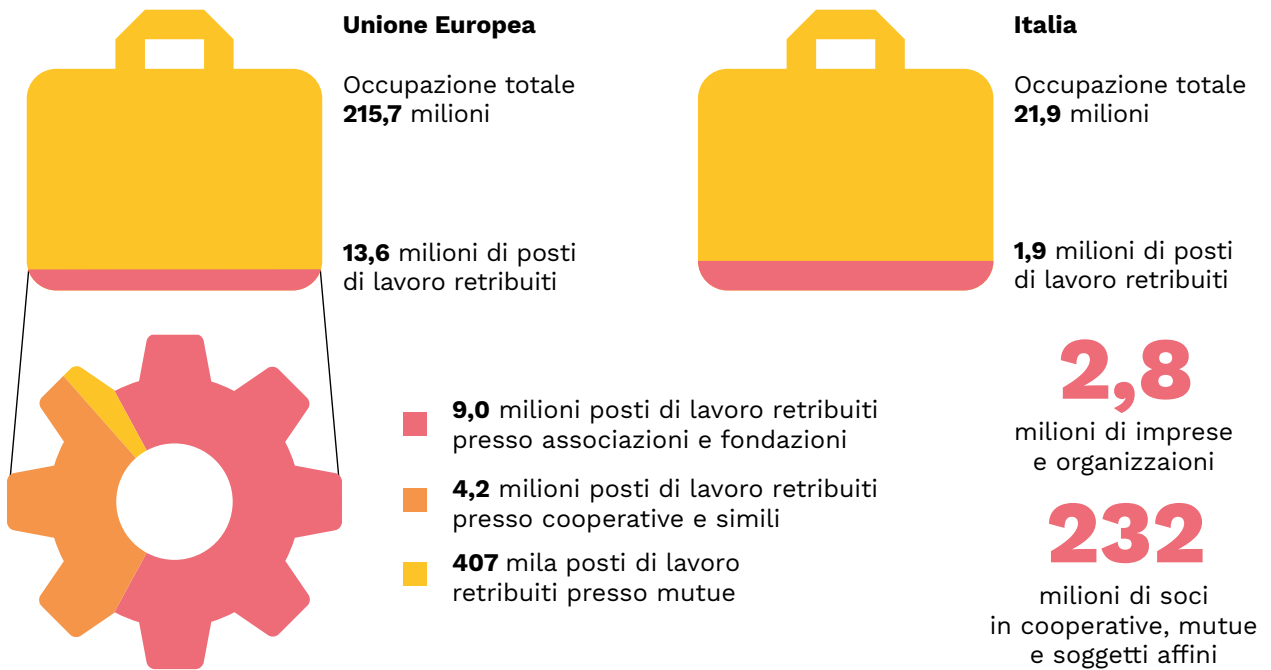 Unione Europea
Occupazione totale
215,7 milioni
13,6 milioni di posti
di lavoro retribuiti
Italia
Occupazione totale
21,9 milioni
1,9 milioni di posti
di lavoro retribuiti
9,0 milioni posti di lavoro retribuiti
presso associazioni e fondazioni
4,2 milioni posti di lavoro retribuiti
presso cooperative e simili
407 mila posti di lavoro
retribuiti presso mutue
2,8
milioni di imprese
e organizzaioni
232
milioni di soci
in cooperative, mutue
e soggetti affini